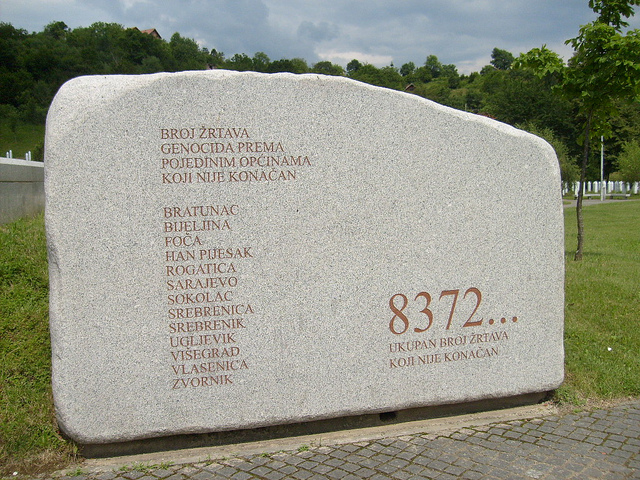 BROJ ŽRTAVA
GENOCIDA PREMA
POJEDINIM OPĆINAMA
KOJI NIJE KONAČAN
BRATUNAC
BIJELJINA
FOČA
HAN PIJESAK
ROGATICA
SARAJEVO
SOKOLAC
SREBRENICA
SREBRENIK
UGLJEVIK
VIŠEGRAD
VLASENICA
ZVORNIK
8372...
UKUPAN BROJ ŽRTAVA
KOJI NIJE KONAČAN